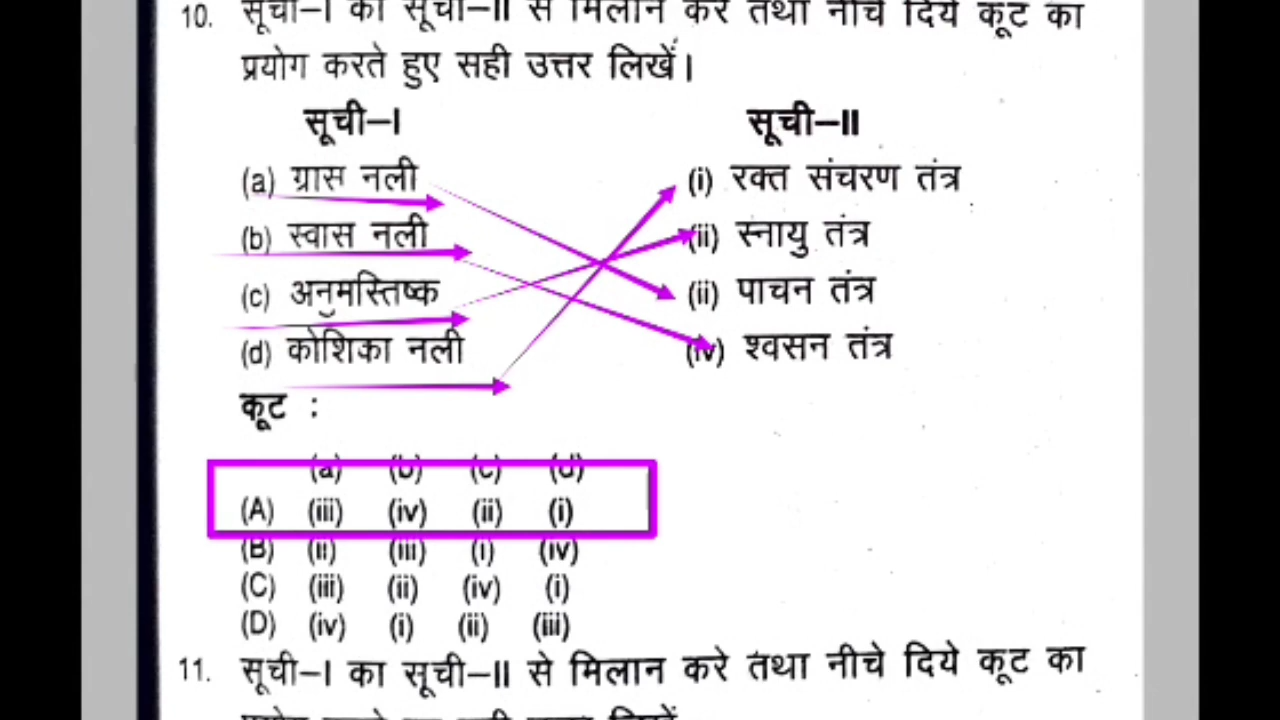 10. सूची–I का सूची–II से मिलान करे तथा नीचे दिये कूट का
प्रयोग करते हुए सही उत्तर लिखें।
सूची–I सूची–II
(a) ग्रास नली (i) रक्त संचरण तंत्र
(b) स्वास नली (ii) स्नायु तंत्र
(c) अनुमस्तिष्क (ii) पाचन तंत्र
(d) कोशिका नली (iv) श्वसन तंत्र
कूट :
(a) (b) (c) (d)
(A) (iii) (iv) (ii) (i)
(B) (ii) (iii) (i) (iv)
(C) (iii) (ii) (iv) (i)
(D) (iv) (i) (ii) (iii)
11. सूची–I का सूची–II से मिलान करे तथा नीचे दिये कूट का